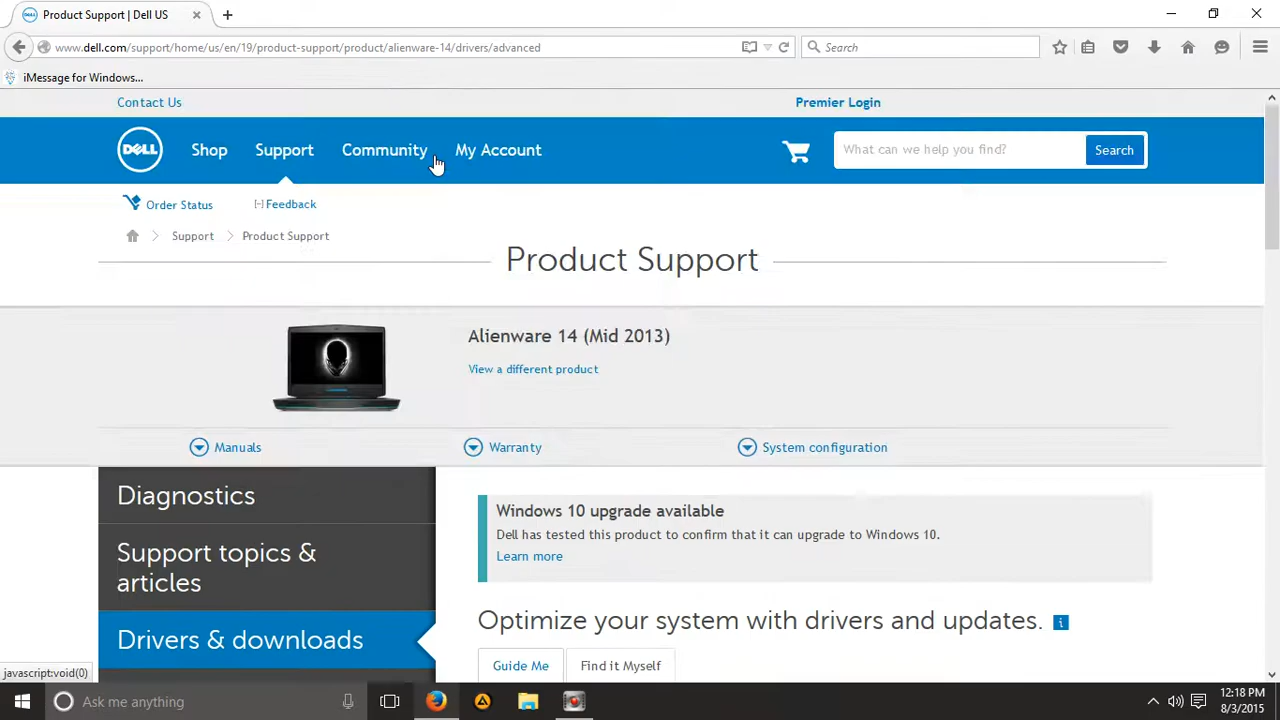 Product Support | Dell US
www.dell.com/support/home/us/en/19/product-support/product/alienware-14/drivers/advanced
Search
iMessage for Windows...
Contact Us
Premier Login
DELL
Shop
Support
Community
My Account
What can we help you find?
Search
Order Status
[-] Feedback
Support
Product Support
Product Support
Alienware 14 (Mid 2013)
View a different product
Manuals
Warranty
System configuration
Diagnostics
Support topics &
articles
Drivers & downloads
Windows 10 upgrade available
Dell has tested this product to confirm that it can upgrade to Windows 10.
Learn more
Optimize your system with drivers and updates.
Guide Me
Find it Myself
javascript:void(0)
Ask me anything
12:18 PM
8/3/2015